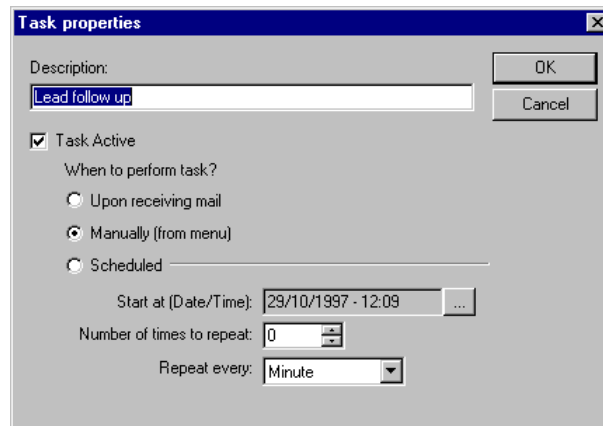 Task properties
Description:
OK
Lead follow up
Cancel
Task Active
When to perform task?
Upon receiving mail
Manually (from menu)
Scheduled
Start at (Date/Time): 29/10/1997 - 12:09 ...
Number of times to repeat: 0
Repeat every: Minute